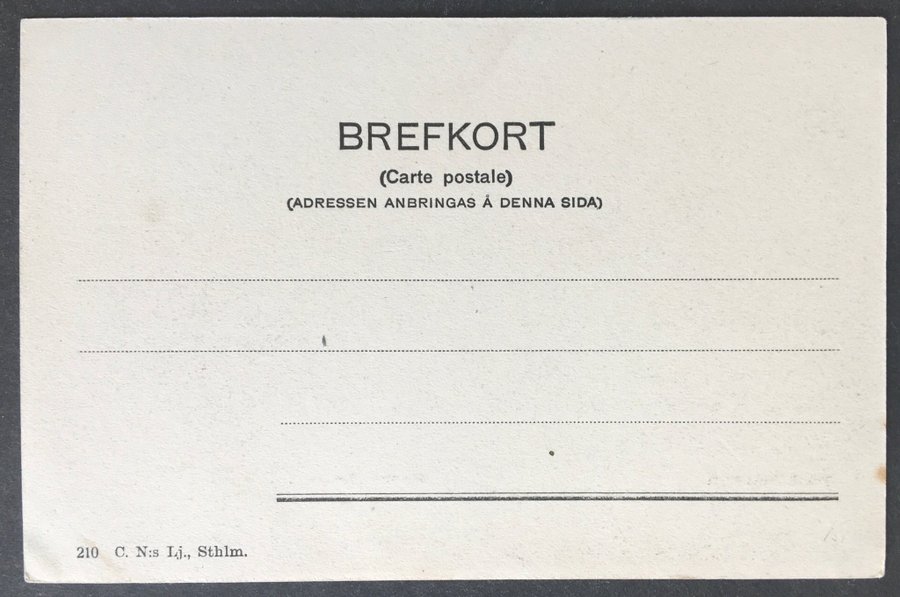 BREFKORT
(Carte postale)
(ADRESSEN ANBRINGAS Å DENNA SIDA)
210 C. N:s Lj., Sthlm.